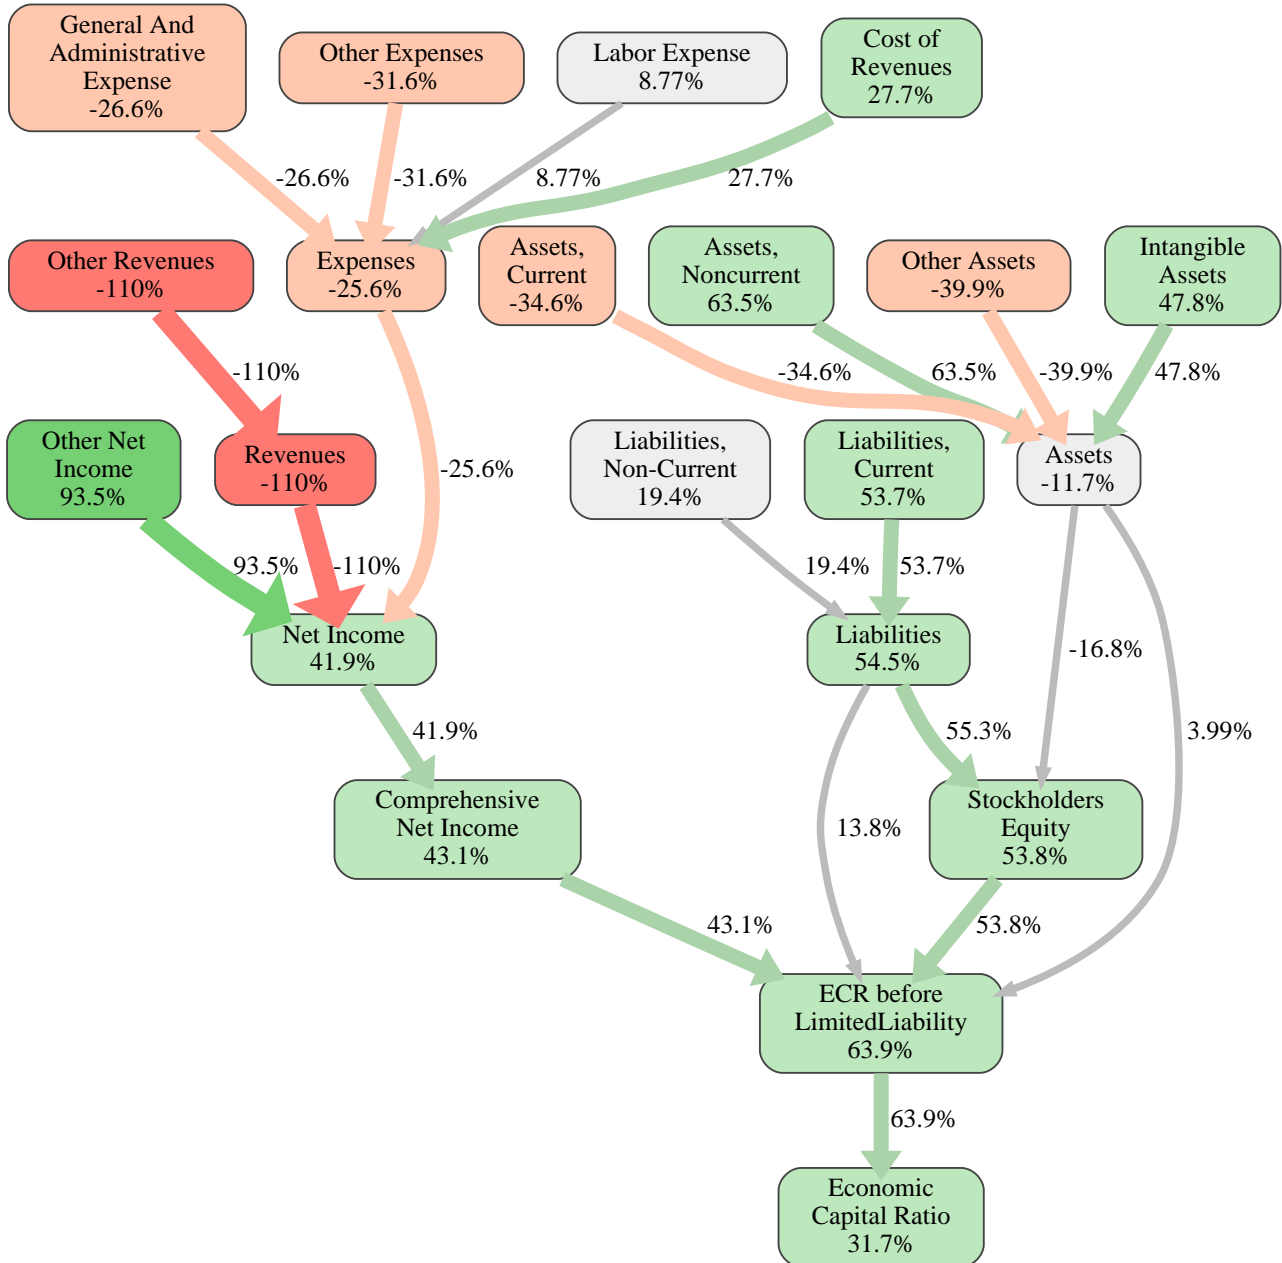 General And
Administrative
Expense
-26.6%
Other Expenses
-31.6%
Labor Expense
8.77%
Cost of
Revenues
27.7%
-26.6%
-31.6%
8.77%
27.7%
Other Revenues
-110%
Expenses
-25.6%
Assets,
Current
-34.6%
Assets,
Noncurrent
63.5%
Other Assets
-39.9%
Intangible
Assets
47.8%
-110%
-34.6%
63.5%
-39.9%
47.8%
Other Net
Income
93.5%
Revenues
-110%
-25.6%
Liabilities,
Non-Current
19.4%
Liabilities,
Current
53.7%
Assets
-11.7%
93.5%
-110%
19.4%
53.7%
Net Income
41.9%
Liabilities
54.5%
-16.8%
41.9%
55.3%
3.99%
Comprehensive
Net Income
43.1%
13.8%
Stockholders
Equity
53.8%
43.1%
53.8%
ECR before
LimitedLiability
63.9%
63.9%
Economic
Capital Ratio
31.7%